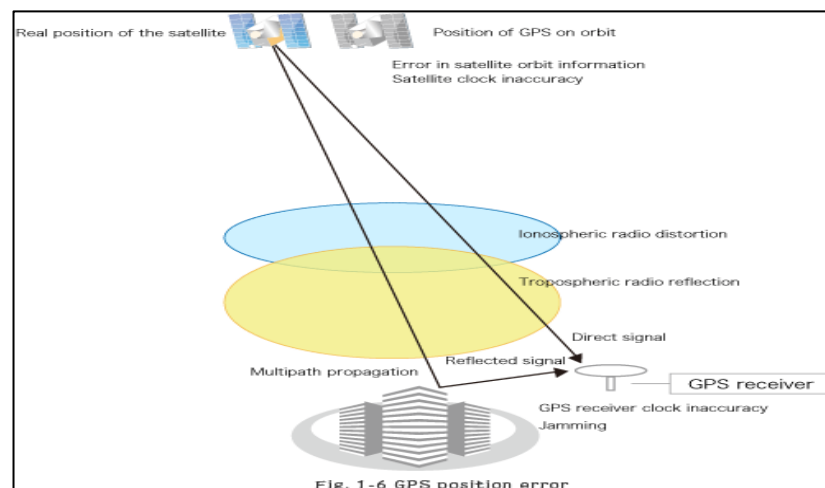 Real position of the satellite
Position of GPS on orbit
Error in satellite orbit information
Satellite clock inaccuracy
Ionospheric radio distortion
Tropospheric radio reflection
Direct signal
Reflected signal
Multipath propagation
GPS receiver
GPS receiver clock inaccuracy
Jamming
Fig. 1-6 GPS position error